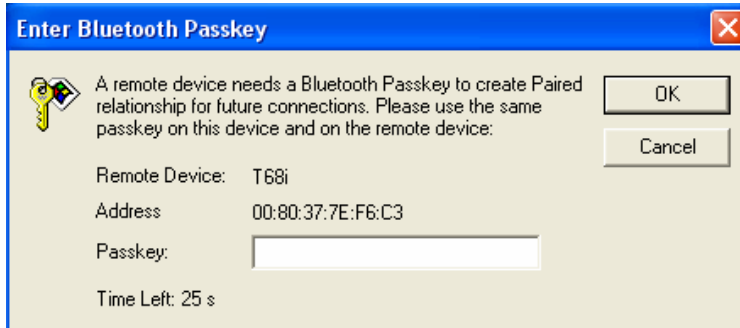 Enter Bluetooth Passkey
A remote device needs a Bluetooth Passkey to create Paired
relationship for future connections. Please use the same
passkey on this device and on the remote device:
OK
Cancel
Remote Device: T68i
Address 00:80:37:7E:F6:C3
Passkey:
Time Left: 25 s